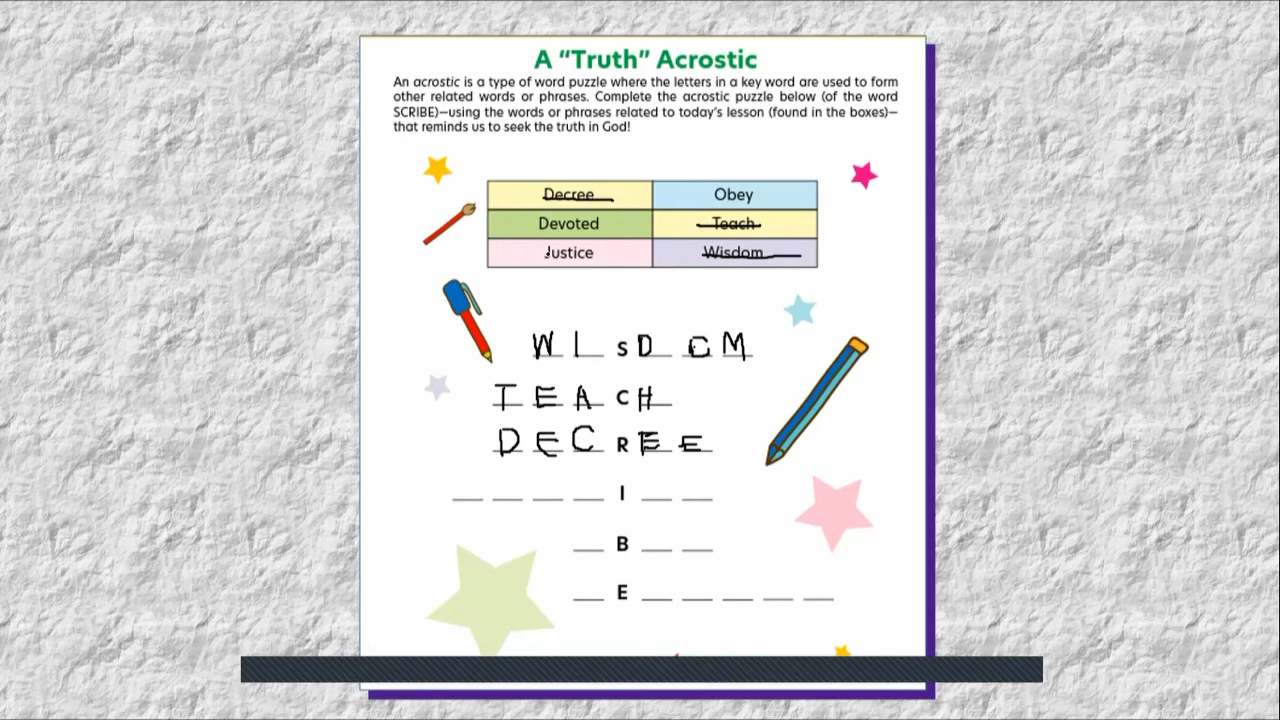 A “Truth” Acrostic
An acrostic is a type of word puzzle where the letters in a key word are used to form
other related words or phrases. Complete the acrostic puzzle below (of the word
SCRIBE)—using the words or phrases related to today's lesson (found in the boxes)—
that reminds us to seek the truth in God!
Decree Obey
Devoted Teach
Justice Wisdom
W I S D O M
T E A C H
D E C R E E
_ _ _ _ I _ _
_ B _ _
_ E _ _ _ _ _